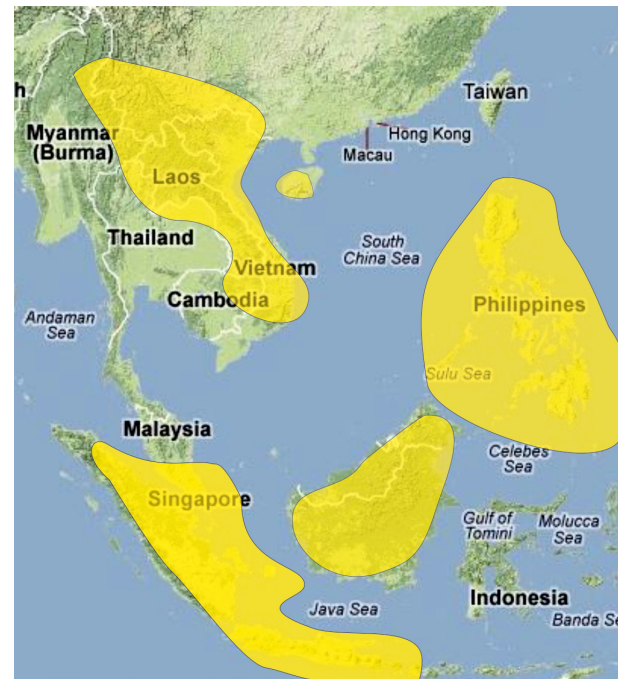 h
Taiwan
Myanmar
(Burma)
Hong Kong
Macau
Laos
Thailand
South
China Sea
Vietnam
Cambodia
Philippines
Andaman
Sea
Sulu Sea
Malaysia
Celebes
Sea
Singapore
Gulf of
Tomini
Molucca
Sea
Indonesia
Java Sea
Banda Se